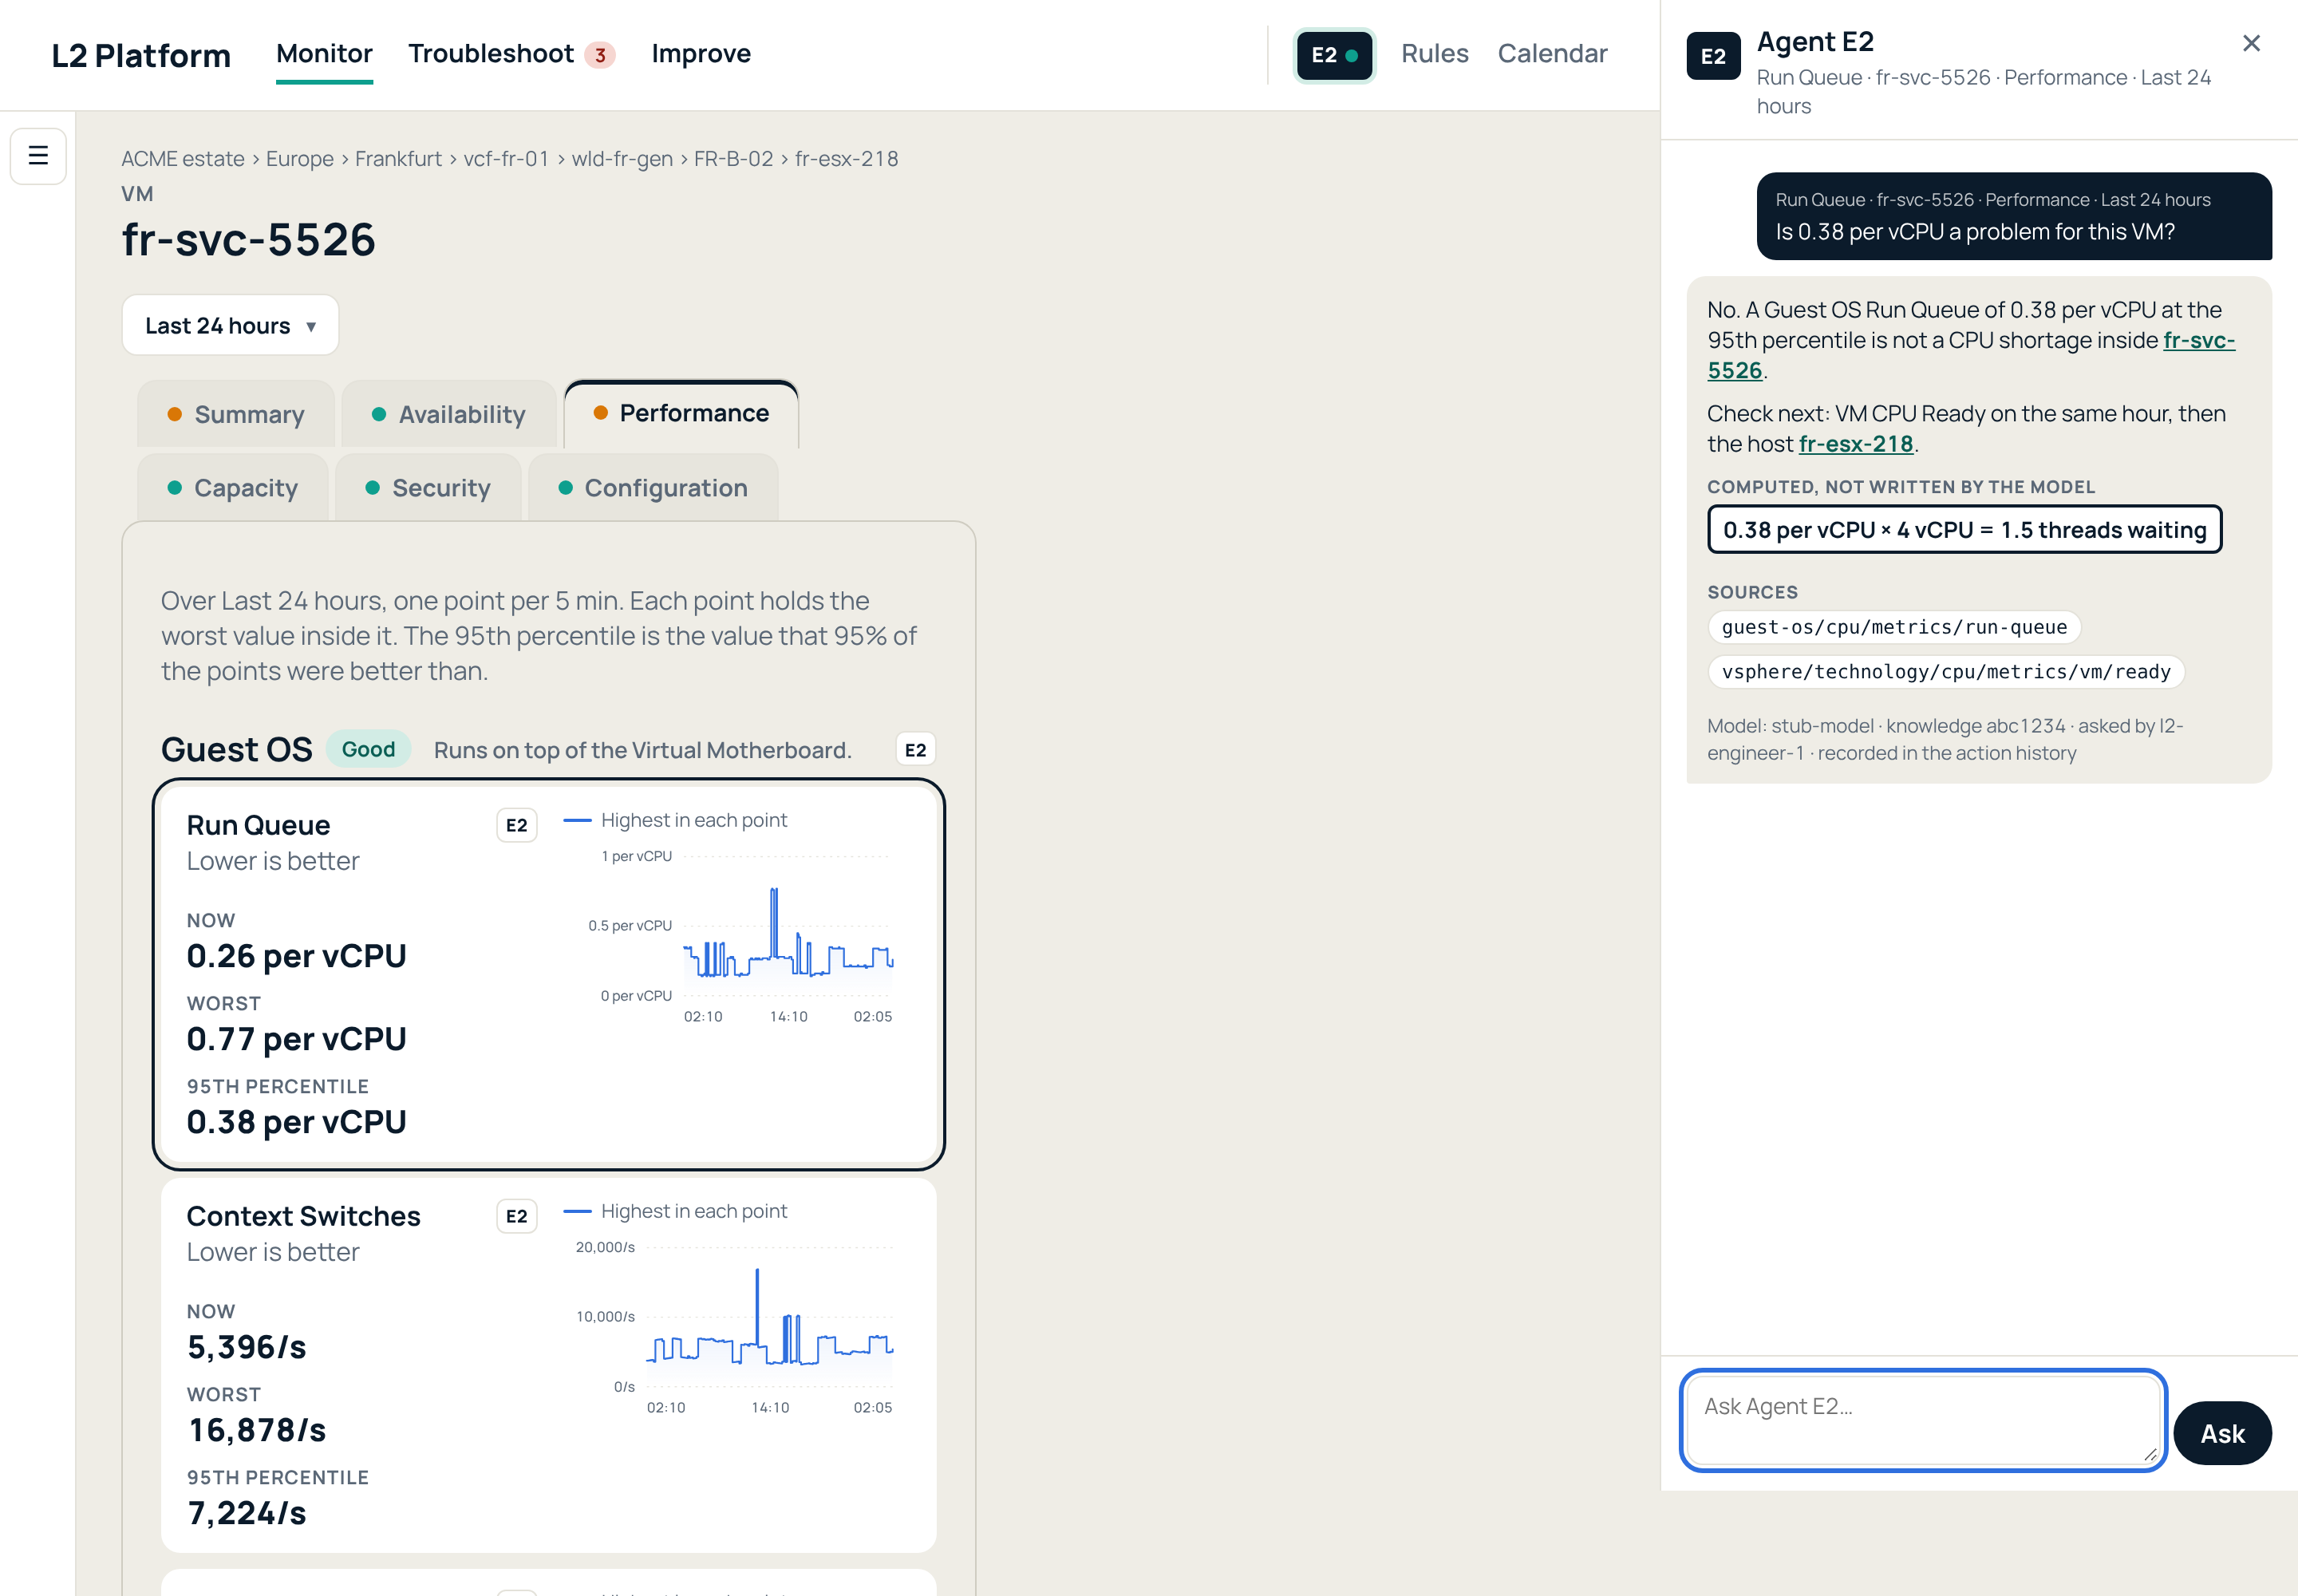 L2 Platform
Monitor
Troubleshoot 3
Improve
E2
Rules
Calendar
ACME estate › Europe › Frankfurt › vcf-fr-01 › wld-fr-gen › FR-B-02 › fr-esx-218
VM
fr-svc-5526
Last 24 hours ▾
Summary
Availability
Performance
Capacity
Security
Configuration
Over Last 24 hours, one point per 5 min. Each point holds the
worst value inside it. The 95th percentile is the value that 95% of
the points were better than.
Guest OS
Good
Runs on top of the Virtual Motherboard.
E2
Run Queue
E2
Lower is better
NOW
0.26 per vCPU
WORST
0.77 per vCPU
95TH PERCENTILE
0.38 per vCPU
Highest in each point
1 per vCPU
0.5 per vCPU
0 per vCPU
02:10 14:10 02:05
Context Switches
E2
Lower is better
NOW
5,396/s
WORST
16,878/s
95TH PERCENTILE
7,224/s
Highest in each point
20,000/s
10,000/s
0/s
02:10 14:10 02:05
E2
Agent E2
Run Queue · fr-svc-5526 · Performance · Last 24
hours
✕
Run Queue · fr-svc-5526 · Performance · Last 24 hours
Is 0.38 per vCPU a problem for this VM?
No. A Guest OS Run Queue of 0.38 per vCPU at the
95th percentile is not a CPU shortage inside fr-svc-
5526.
Check next: VM CPU Ready on the same hour, then
the host fr-esx-218.
COMPUTED, NOT WRITTEN BY THE MODEL
0.38 per vCPU × 4 vCPU = 1.5 threads waiting
SOURCES
guest-os/cpu/metrics/run-queue
vsphere/technology/cpu/metrics/vm/ready
Model: stub-model · knowledge abc1234 · asked by l2-
engineer-1 · recorded in the action history
Ask Agent E2…
Ask